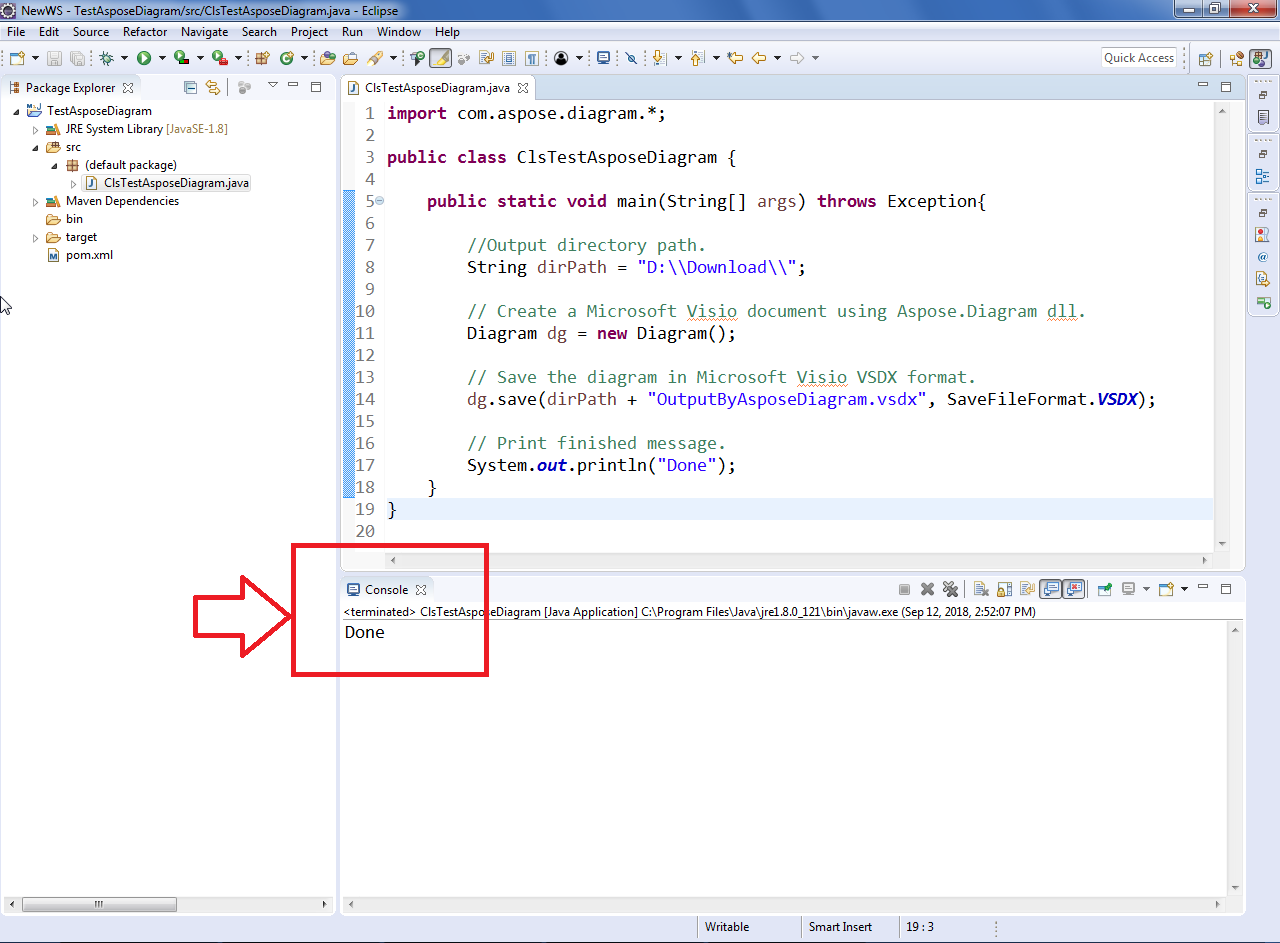 NewWS - TestAsposeDiagram/src/ClsTestAsposeDiagram.java - Eclipse
File Edit Source Refactor Navigate Search Project Run Window Help
Quick Access
Package Explorer
TestAsposeDiagram
JRE System Library [JavaSE-1.8]
src
(default package)
ClsTestAsposeDiagram.java
Maven Dependencies
bin
target
pom.xml
ClsTestAsposeDiagram.java
1 import com.aspose.diagram.*;
2
3 public class ClsTestAsposeDiagram {
4
5 public static void main(String[] args) throws Exception{
6
7 //Output directory path.
8 String dirPath = "D:\\Download\\";
9
10 // Create a Microsoft Visio document using Aspose.Diagram dll.
11 Diagram dg = new Diagram();
12
13 // Save the diagram in Microsoft Visio VSDX format.
14 dg.save(dirPath + "OutputByAsposeDiagram.vsdx", SaveFileFormat.VSDX);
15
16 // Print finished message.
17 System.out.println("Done");
18 }
19 }
20
Console
<terminated> ClsTestAsposeDiagram [Java Application] C:\Program Files\Java\jre1.8.0_121\bin\javaw.exe (Sep 12, 2018, 2:52:07 PM)
Done
Writable Smart Insert 19 : 3